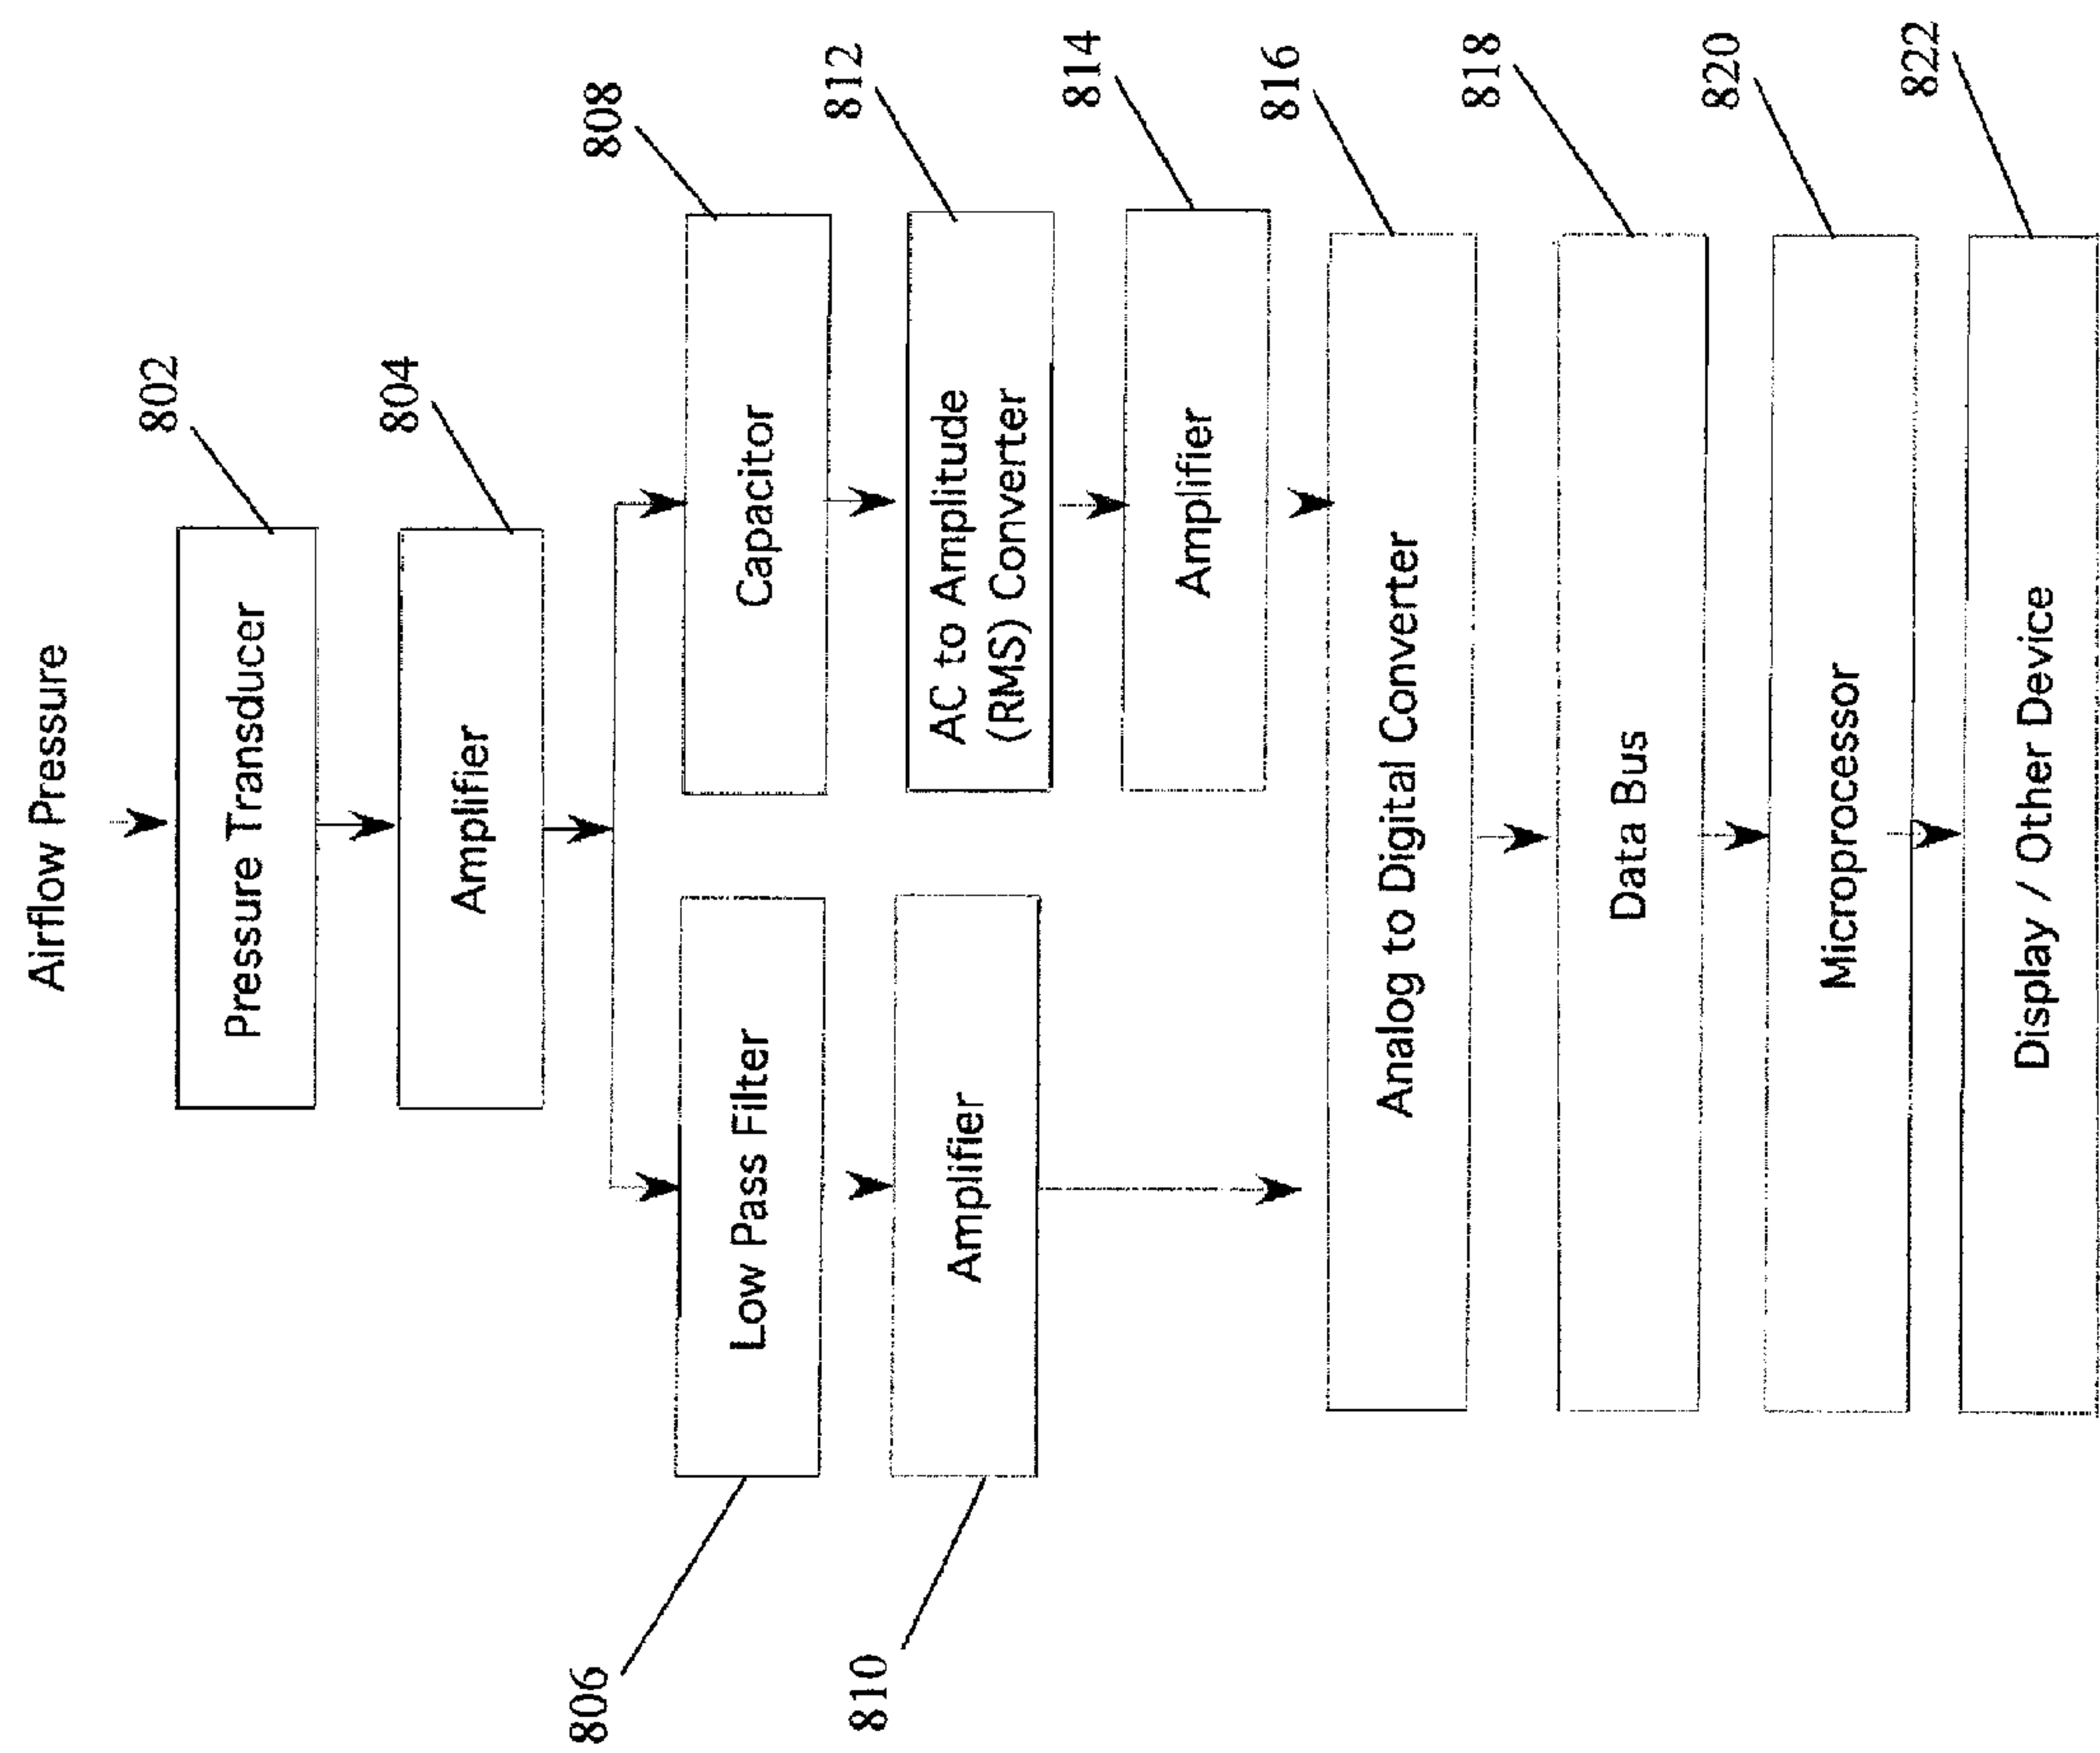 Airflow Pressure
Pressure Transducer
802
Amplifier
804
Low Pass Filter
806
Capacitor
808
Amplifier
810
AC to Amplitude
(RMS) Converter
812
Amplifier
814
Analog to Digital Converter
816
Data Bus
818
Microprocessor
820
Display / Other Device
822